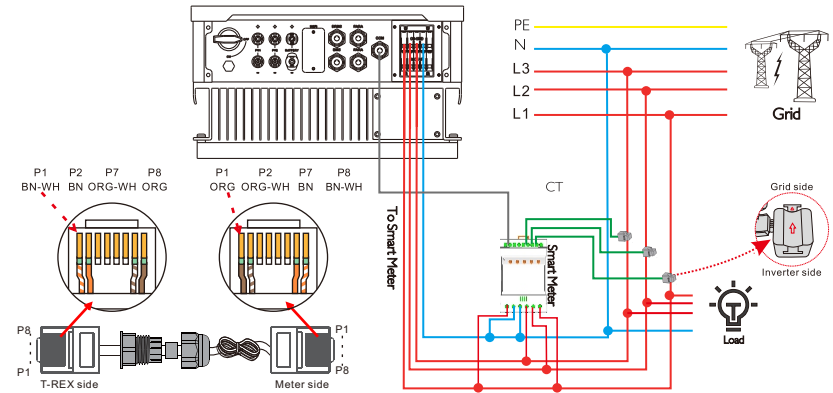 PE
N
L3
L2
L1
Grid
P1 P2 P7 P8
BN-WH BN ORG-WH ORG
P1 P2 P7 P8
ORG ORG-WH BN BN-WH
CT
To Smart Meter
Smart Meter
Grid side
Inverter side
Load
P8
P1
T-REX side
P1
P8
Meter side